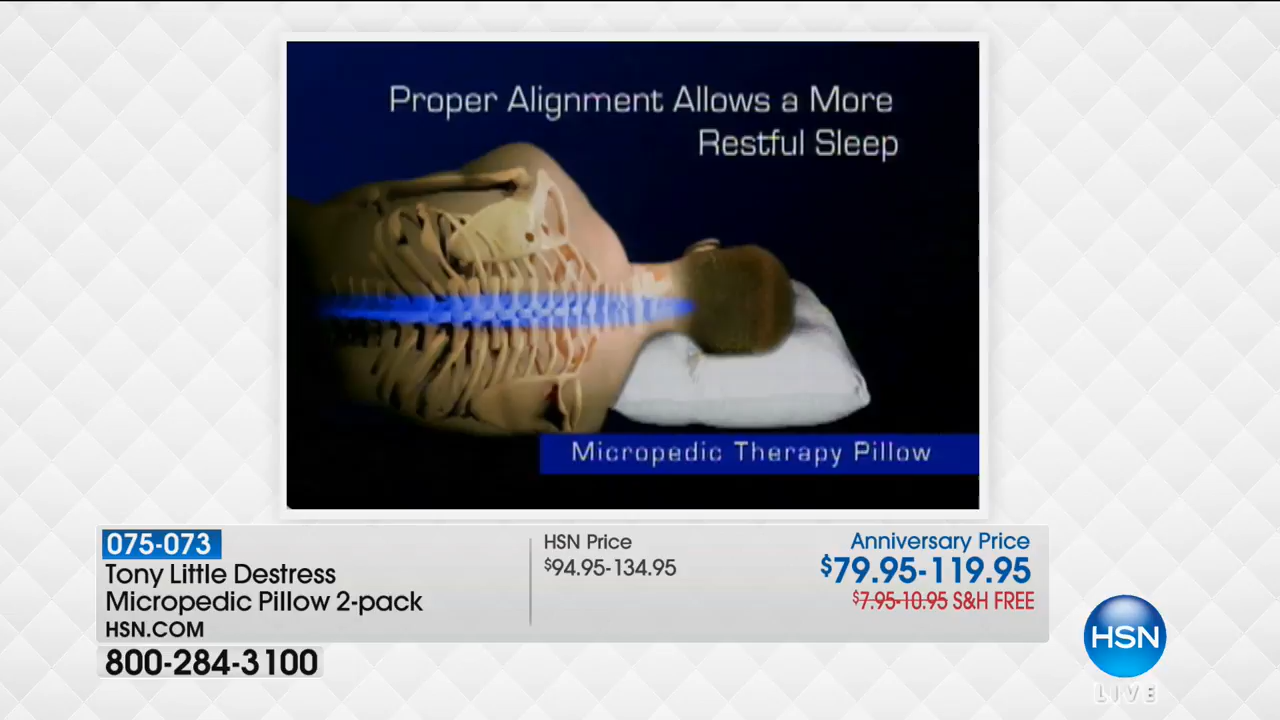 Proper Alignment Allows a More
Restful Sleep
Micropedic Therapy Pillow
075-073
Tony Little Destress
Micropedic Pillow 2-pack
HSN.COM
800-284-3100
HSN Price
$94.95-134.95
Anniversary Price
$79.95-119.95
$7.95-10.95 S&H FREE
HSN
LIVE